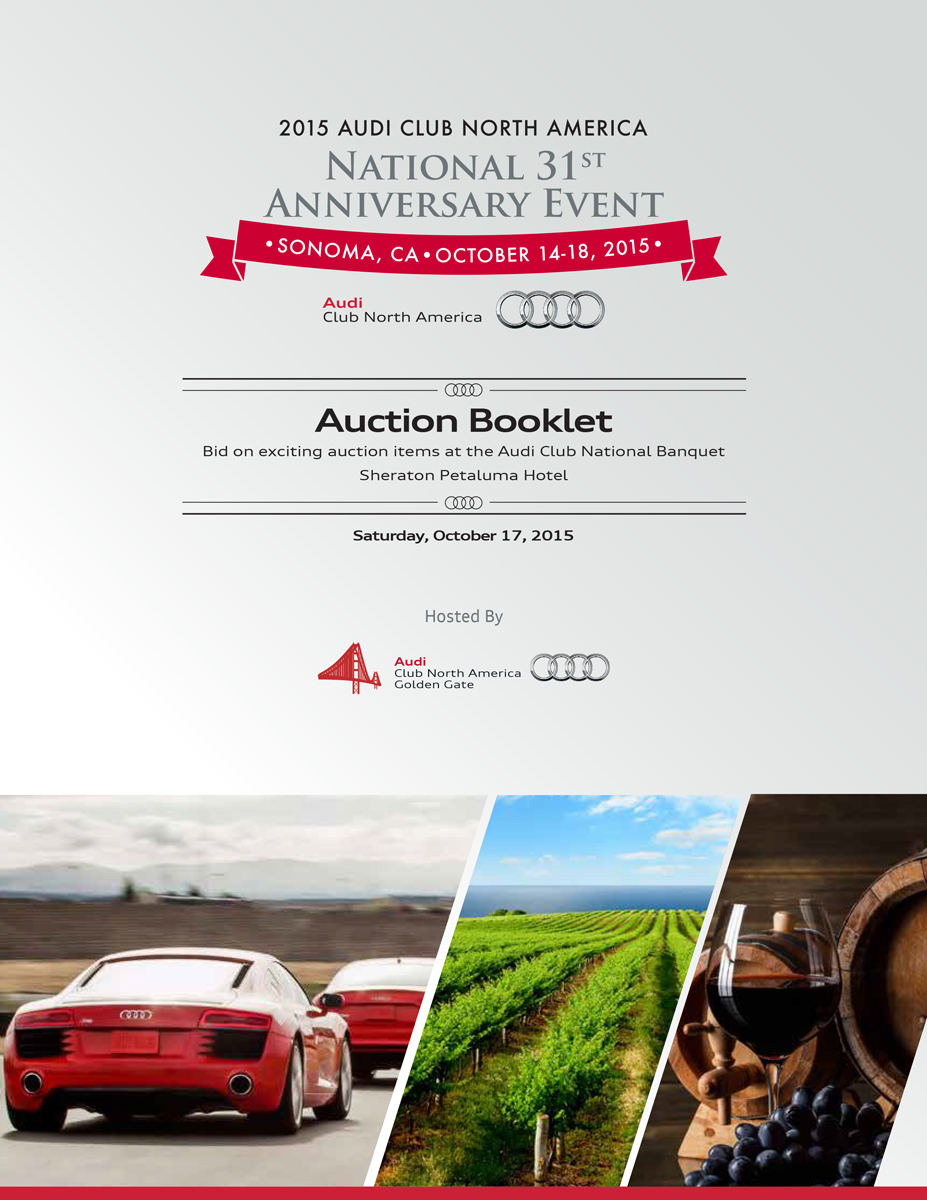 2015 AUDI CLUB NORTH AMERICA
NATIONAL 31ST
ANNIVERSARY EVENT
• SONOMA, CA • OCTOBER 14-18, 2015 •
Audi
Club North America
Auction Booklet
Bid on exciting auction items at the Audi Club National Banquet
Sheraton Petaluma Hotel
Saturday, October 17, 2015
Hosted By
Audi
Club North America
Golden Gate